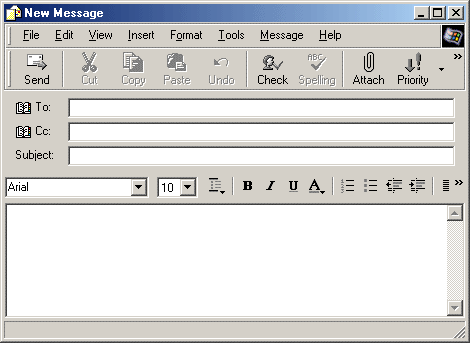 New Message
File Edit View Insert Format Tools Message Help
Send Cut Copy Paste Undo Check Spelling Attach Priority
To:
Cc:
Subject:
Arial 10 B I U A